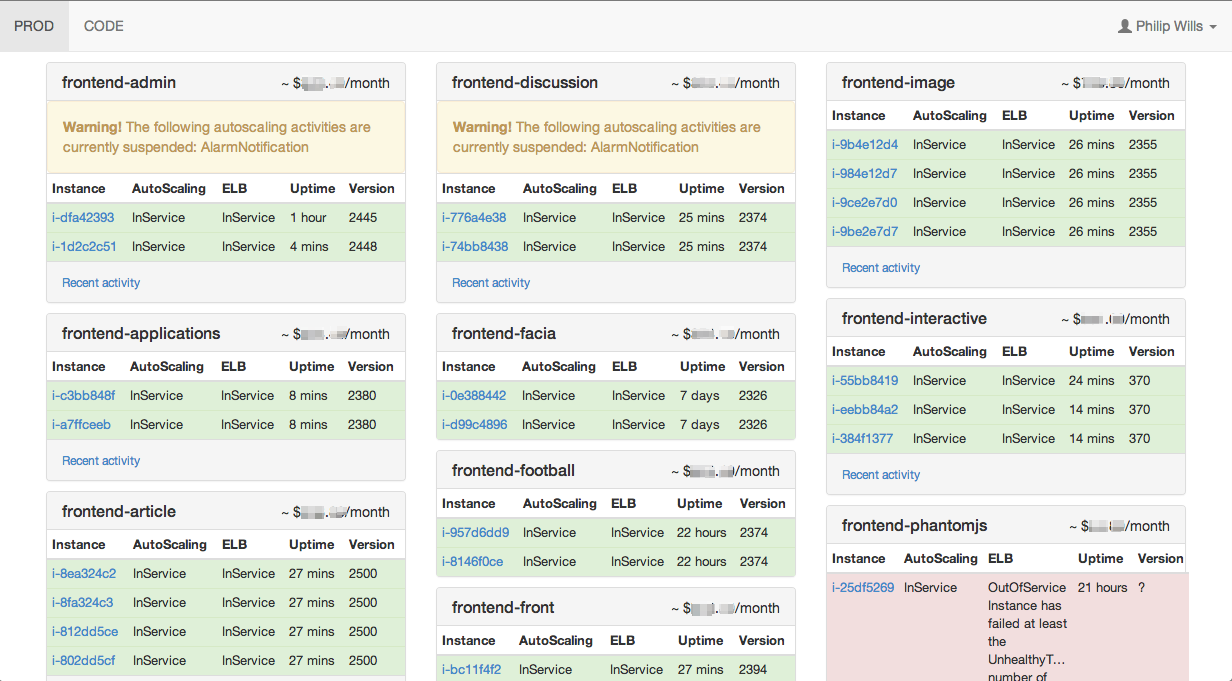 PROD CODE Philip Wills
frontend-admin ~ $ /month
Warning! The following autoscaling activities are
currently suspended: AlarmNotification
Instance AutoScaling ELB Uptime Version
i-dfa42393 InService InService 1 hour 2445
i-1d2c2c51 InService InService 4 mins 2448
Recent activity
frontend-applications ~ $ /month
Instance AutoScaling ELB Uptime Version
i-c3bb848f InService InService 8 mins 2380
i-a7ffceeb InService InService 8 mins 2380
Recent activity
frontend-article ~ $ /month
Instance AutoScaling ELB Uptime Version
i-8ea324c2 InService InService 27 mins 2500
i-8fa324c3 InService InService 27 mins 2500
i-812dd5ce InService InService 27 mins 2500
i-802dd5cf InService InService 27 mins 2500
frontend-discussion ~ $ /month
Warning! The following autoscaling activities are
currently suspended: AlarmNotification
Instance AutoScaling ELB Uptime Version
i-776a4e38 InService InService 25 mins 2374
i-74bb8438 InService InService 25 mins 2374
Recent activity
frontend-facia ~ $ /month
Instance AutoScaling ELB Uptime Version
i-0e388442 InService InService 7 days 2326
i-d99c4896 InService InService 7 days 2326
frontend-football ~ $ /month
Instance AutoScaling ELB Uptime Version
i-957d6dd9 InService InService 22 hours 2374
i-8146f0ce InService InService 22 hours 2374
frontend-front ~ $ /month
Instance AutoScaling ELB Uptime Version
i-bc11f4f2 InService InService 27 mins 2394
frontend-image ~ $ /month
Instance AutoScaling ELB Uptime Version
i-9b4e12d4 InService InService 26 mins 2355
i-984e12d7 InService InService 26 mins 2355
i-9ce2e7d0 InService InService 26 mins 2355
i-9be2e7d7 InService InService 26 mins 2355
Recent activity
frontend-interactive ~ $ /month
Instance AutoScaling ELB Uptime Version
i-55bb8419 InService InService 24 mins 370
i-eebb84a2 InService InService 14 mins 370
i-384f1377 InService InService 14 mins 370
Recent activity
frontend-phantomjs ~ $ /month
Instance AutoScaling ELB Uptime Version
i-25df5269 InService OutOfService 21 hours ?
Instance has
failed at least
the
UnhealthyT...
number of